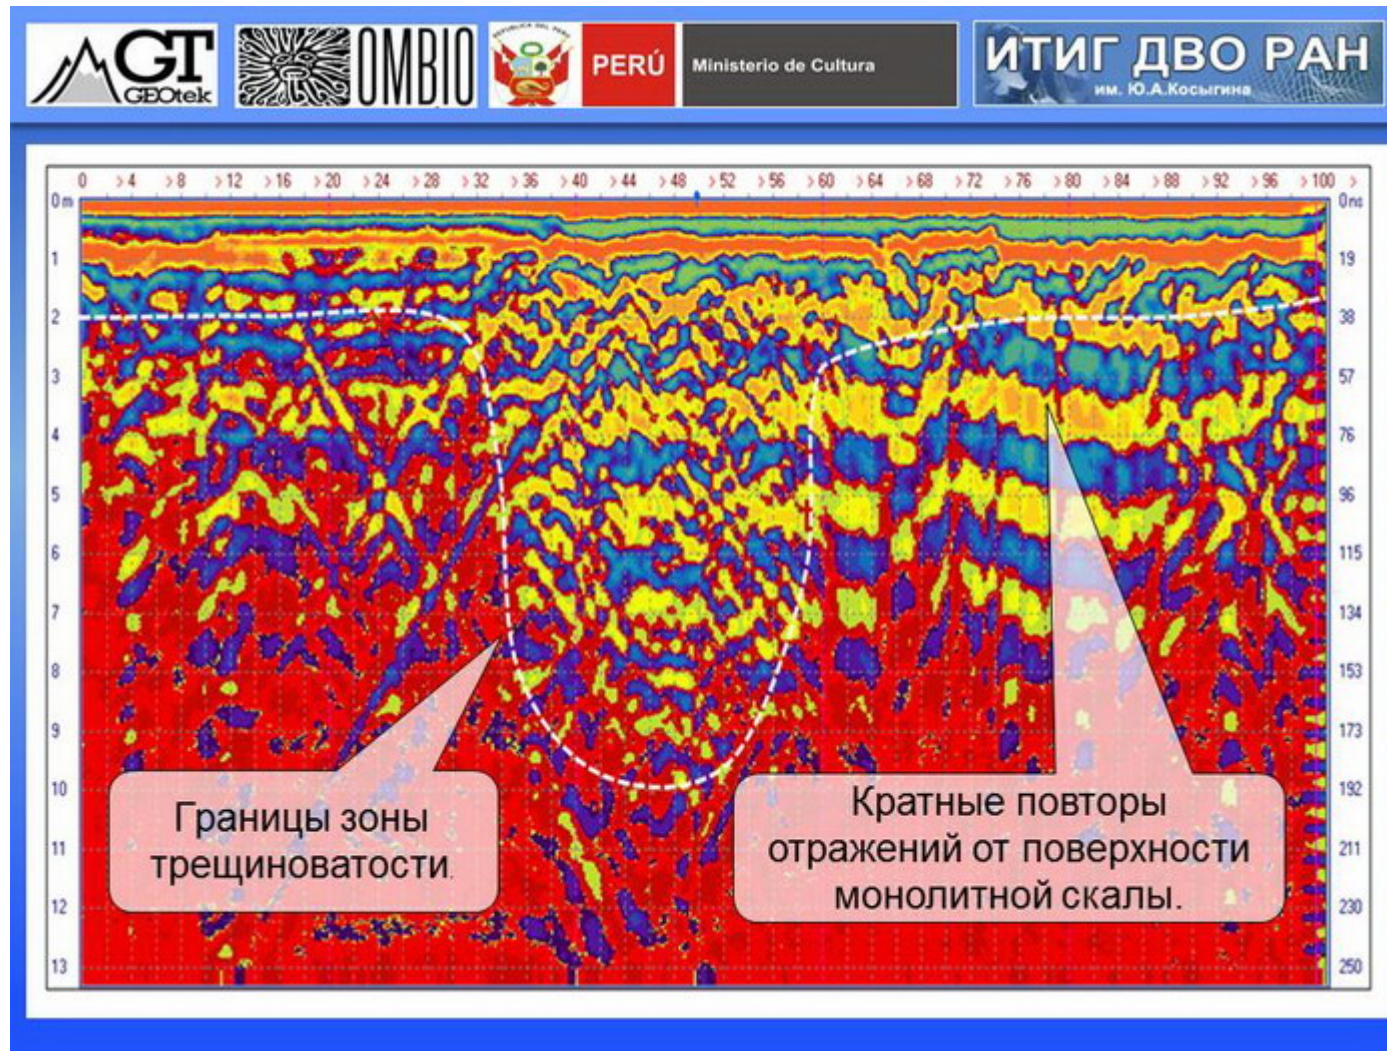 GT
GEOtek
OMBIO
REPUBLICA DEL PERU
PERÚ
Ministerio de Cultura
ИТИГ ДВО РАН
им. Ю.А.Косыгина
0 >4 >8 >12 >16 >20 >24 >28 >32 >36 >40 >44 >48 >52 >56 >60 >64 >68 >72 >76 >80 >84 >88 >92 >96 >100 >
0m 0ns
1 19
2 38
3 57
4 76
5 96
6 115
7 134
8 153
9 173
10 192
11 211
12 230
13 250
Границы зоны
трещиноватости.
Кратные повторы
отражений от поверхности
монолитной скалы.